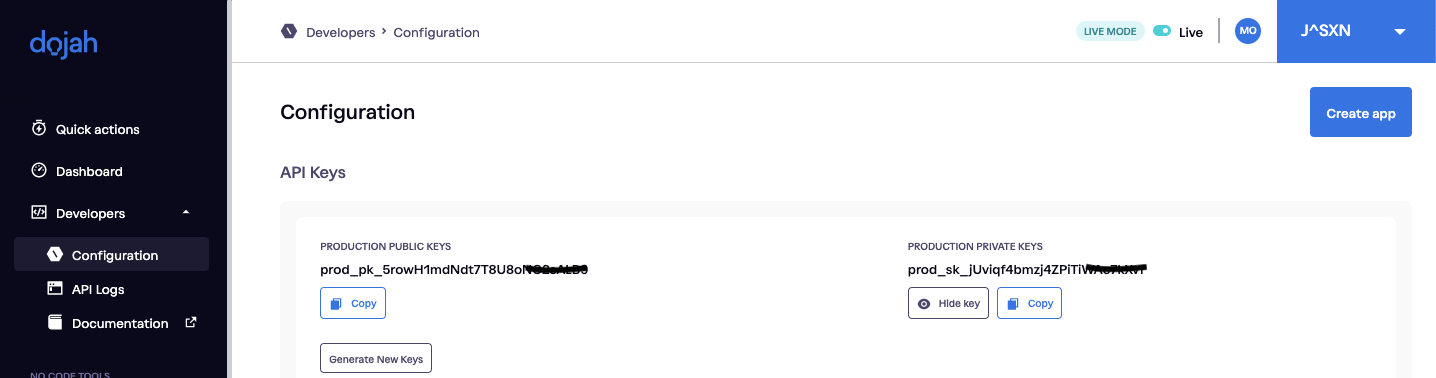 dojah
Developers › Configuration
LIVE MODE
Live
MO
J^SXN
Quick actions
Dashboard
Developers
Configuration
API Logs
Documentation
NO CODE TOOLS
Configuration
Create app
API Keys
PRODUCTION PUBLIC KEYS
prod_pk_5rowH1mdNdt7T8U8o
Copy
Generate New Keys
PRODUCTION PRIVATE KEYS
prod_sk_jUviqf4bmzj4ZPiTi
Hide key
Copy